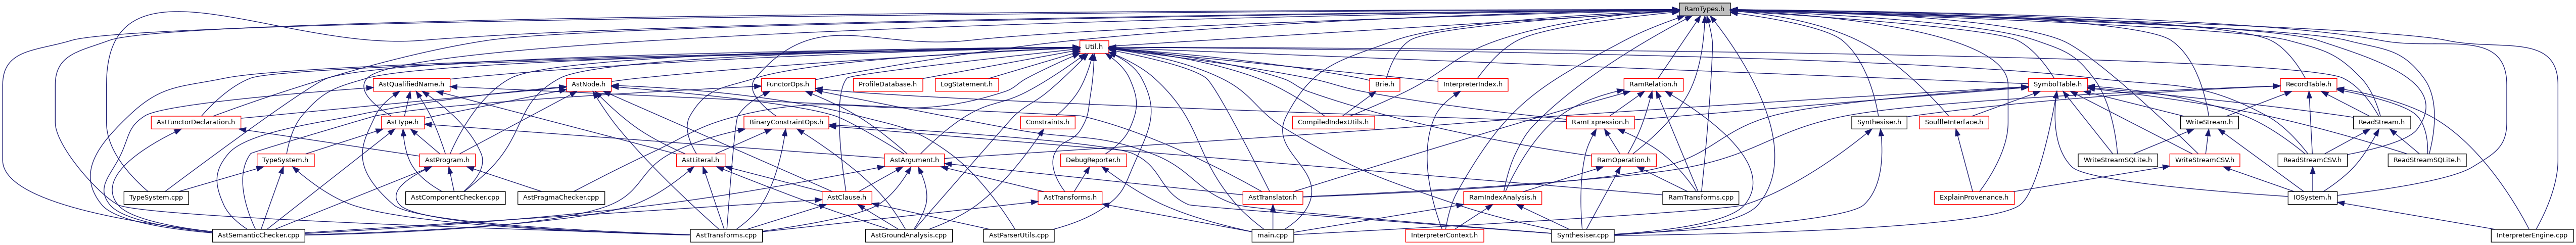 RamTypes.h
Util.h
AstQualifiedName.h
AstNode.h
FunctorOps.h
ProfileDatabase.h
LogStatement.h
Brie.h
InterpreterIndex.h
RamRelation.h
SymbolTable.h
RecordTable.h
AstFunctorDeclaration.h
AstType.h
BinaryConstraintOps.h
Constraints.h
CompiledIndexUtils.h
RamExpression.h
Synthesiser.h
SouffleInterface.h
WriteStream.h
ReadStream.h
TypeSystem.h
AstProgram.h
AstLiteral.h
AstArgument.h
DebugReporter.h
RamOperation.h
WriteStreamSQLite.h
WriteStreamCSV.h
ReadStreamCSV.h
ReadStreamSQLite.h
TypeSystem.cpp
AstComponentChecker.cpp
AstPragmaChecker.cpp
AstClause.h
AstTransforms.h
AstTranslator.h
RamIndexAnalysis.h
RamTransforms.cpp
ExplainProvenance.h
IOSystem.h
AstSemanticChecker.cpp
AstTransforms.cpp
AstGroundAnalysis.cpp
AstParserUtils.cpp
main.cpp
InterpreterContext.h
Synthesiser.cpp
InterpreterEngine.cpp